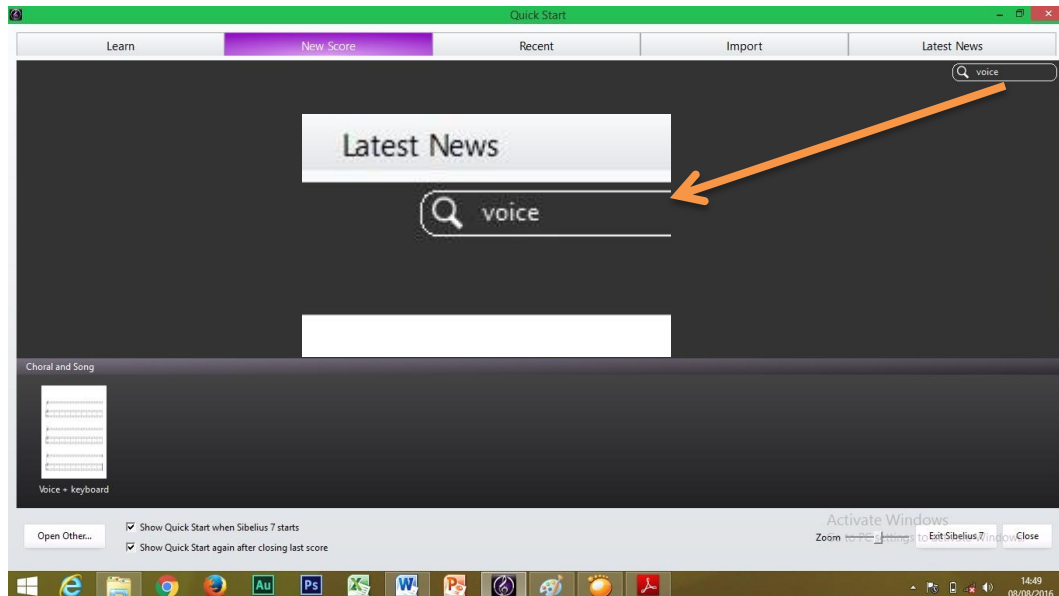 Quick Start
Learn New Score Recent Import Latest News
voice
Latest News
voice
Choral and Song
Voice + keyboard
Open Other...
Show Quick Start when Sibelius 7 starts
Show Quick Start again after closing last score
Activate Windows
Zoom
Exit Sibelius 7
Close
Au Ps
14:49
08/08/2016